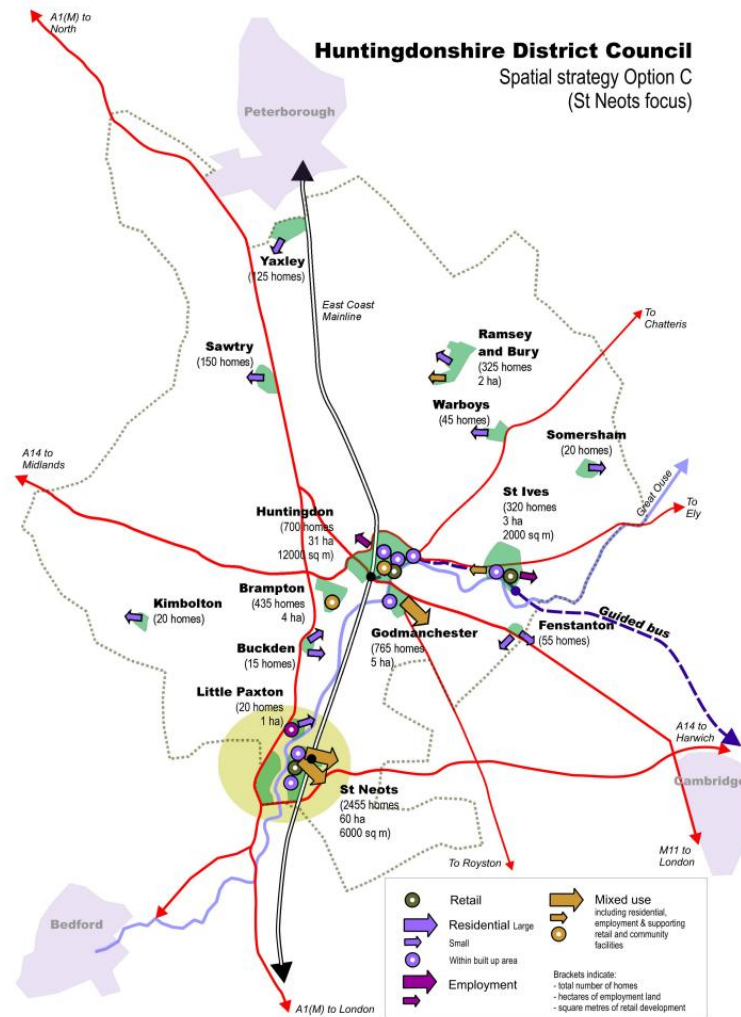 A1(M) to
North
Huntingdonshire District Council
Spatial strategy Option C
(St Neots focus)
Peterborough
Yaxley
(125 homes)
East Coast
Mainline
To
Chatteris
Ramsey
and Bury
(325 homes
2 ha)
Sawtry
(150 homes)
Warboys
(45 homes)
Somersham
(20 homes)
A14 to
Midlands
Great Ouse
St Ives
(320 homes
3 ha
2000 sq m)
To
Ely
Huntingdon
(700 homes
31 ha
12000 sq m)
Brampton
(435 homes
4 ha)
Kimbolton
(20 homes)
Godmanchester
(765 homes
5 ha)
Fenstanton
(55 homes)
Guided bus
Buckden
(15 homes)
Little Paxton
(20 homes
1 ha)
A14 to
Harwich
Cambridge
St Neots
(2455 homes
60 ha
6000 sq m)
To Royston
M11 to
London
Bedford
A1(M) to London
Retail
Residential Large
Small
Within built up area
Employment
Mixed use
including residential,
employment & supporting
retail and community
facilities
Brackets indicate:
- total number of homes
- hectares of employment land
- square metres of retail development